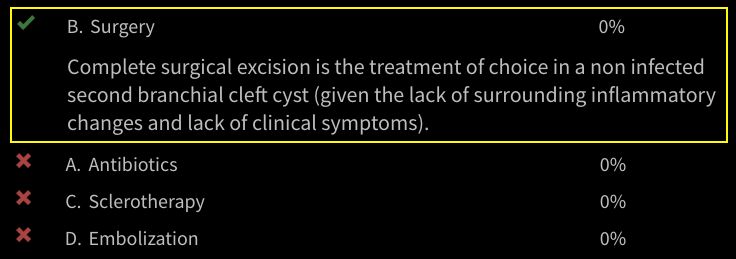 B. Surgery 0%
Complete surgical excision is the treatment of choice in a non infected
second branchial cleft cyst (given the lack of surrounding inflammatory
changes and lack of clinical symptoms).
A. Antibiotics 0%
C. Sclerotherapy 0%
D. Embolization 0%